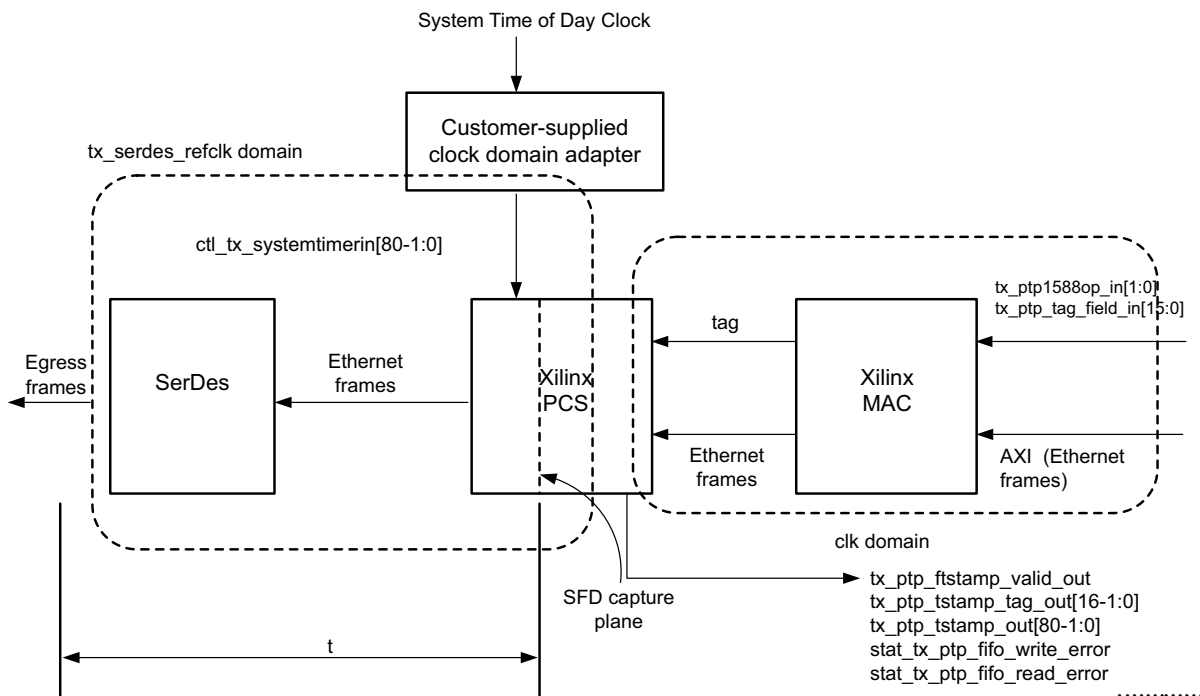 System Time of Day Clock
Customer-supplied
clock domain adapter
tx_serdes_refclk domain
ctl_tx_systemtimerin[80-1:0]
tx_ptp1588op_in[1:0]
tx_ptp_tag_field_in[15:0]
tag
Egress
frames
SerDes
Ethernet
frames
Xilinx
PCS
Xilinx
MAC
Ethernet
frames
AXI (Ethernet
frames)
clk domain
SFD capture
plane
tx_ptp_ftstamp_valid_out
tx_ptp_tstamp_tag_out[16-1:0]
tx_ptp_tstamp_out[80-1:0]
stat_tx_ptp_fifo_write_error
stat_tx_ptp_fifo_read_error
t